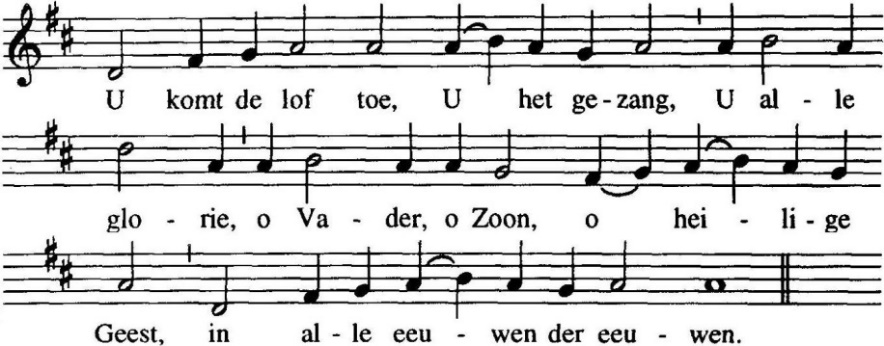 U komt de lof toe, U het ge-zang, U al - le
glo - rie, o Va - der, o Zoon, o hei - li - ge
Geest, in al - le eeu - wen der eeu - wen.